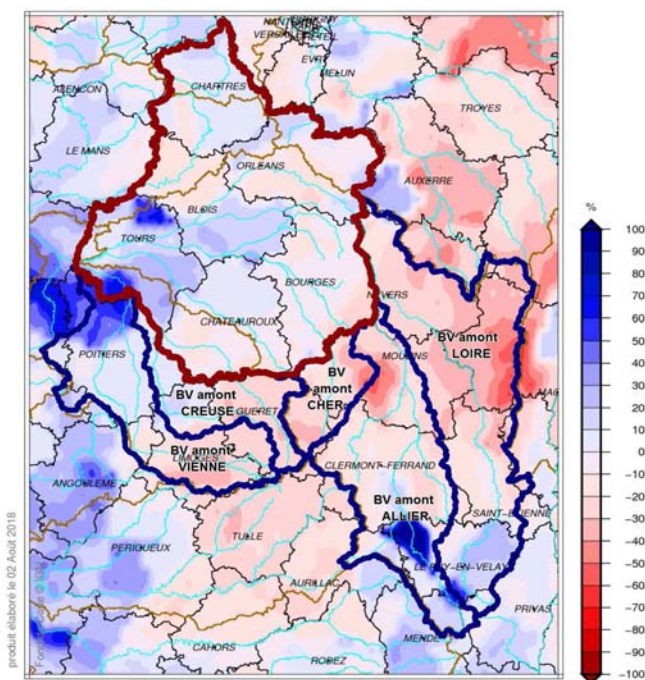 EVRY
MELUN
CHARTRES
ALENCON
TROYES
LE MANS
ORLEANS
AUXERRE
BLOIS
TOURS
BOURGES
NEVERS
CHATEAUROUX
POITIERS
MOULINS
BV amont
LOIRE
BV amont
CREUSE
GUERET
BV
amont
CHER
BV amont
VIENNE
LIMOGES
CLERMONT-FERRAND
ANGOULEME
BV amont
ALLIER
SAINT-ETIENNE
PERIGUEUX
TULLE
LE PUY-EN-VELAY
AURILLAC
PRIVAS
MENDE
CAHORS
RODEZ
produit élaboré le 02 Août 2018
%
100
90
80
70
60
50
40
30
20
10
0
-10
-20
-30
-40
-50
-60
-70
-80
-90
-100